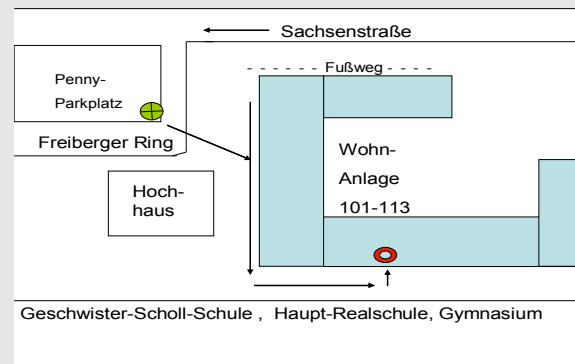 Sachsenstraße
Fußweg
Penny-
Parkplatz
Freiberger Ring
Wohn-
Anlage
101-113
Hoch-
haus
Geschwister-Scholl-Schule , Haupt-Realschule, Gymnasium